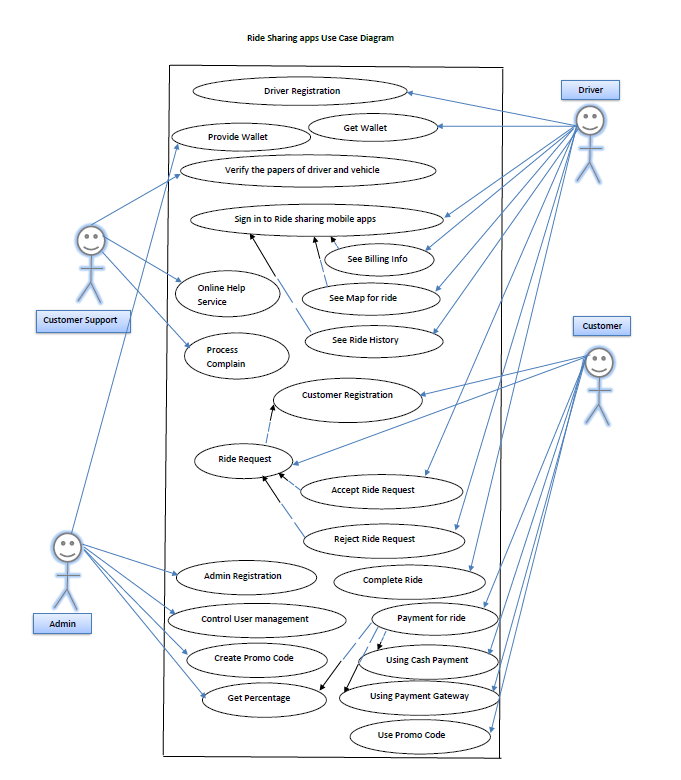 Ride Sharing apps Use Case Diagram
Driver Registration
Driver
Get Wallet
Provide Wallet
Verify the papers of driver and vehicle
Sign in to Ride sharing mobile apps
See Billing Info
Online Help
Service
See Map for ride
Customer Support
Customer
See Ride History
Process
Complain
Customer Registration
Ride Request
Accept Ride Request
Reject Ride Request
Admin Registration
Complete Ride
Admin
Control User management
Payment for ride
Create Promo Code
Using Cash Payment
Get Percentage
Using Payment Gateway
Use Promo Code